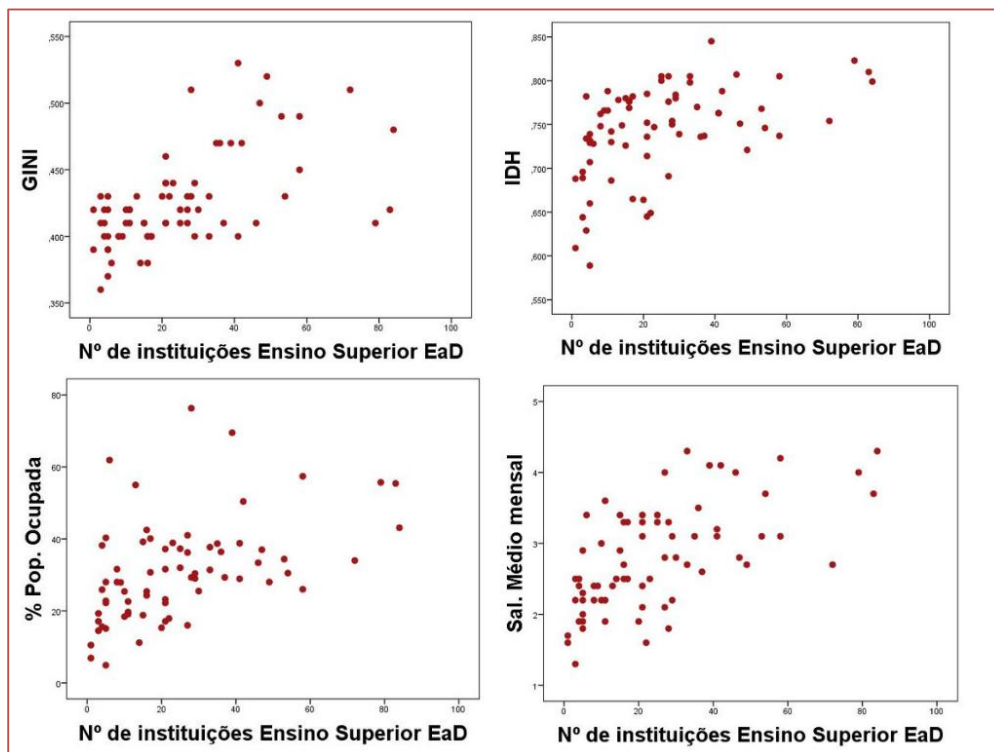 GINI
,550
,500
,450
,400
,350
0 20 40 60 80 100
Nº de instituições Ensino Superior EaD
IDH
,850
,800
,750
,700
,650
,600
,550
0 20 40 60 80 100
Nº de instituições Ensino Superior EaD
% Pop. Ocupada
80
60
40
20
0
0 20 40 60 80 100
Nº de instituições Ensino Superior EaD
Sal. Médio mensal
5
4
3
2
1
0 20 40 60 80 100
Nº de instituições Ensino Superior EaD